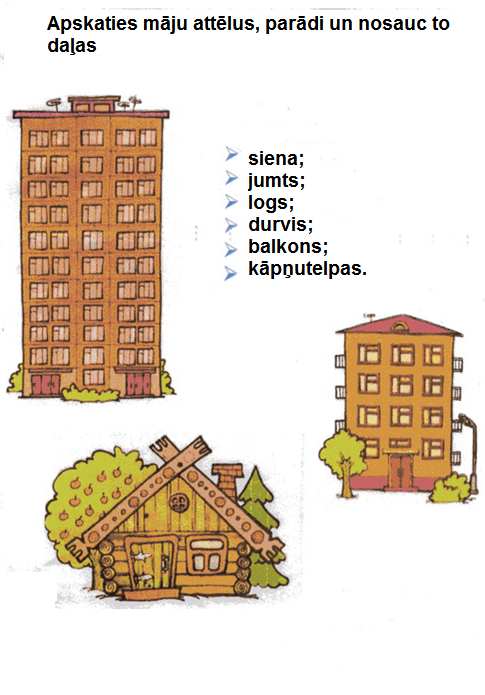 Apskaties māju attēlus, parādi un nosauc to
daļas
siena;
jumts;
logs;
durvis;
balkons;
kāpņutelpas.